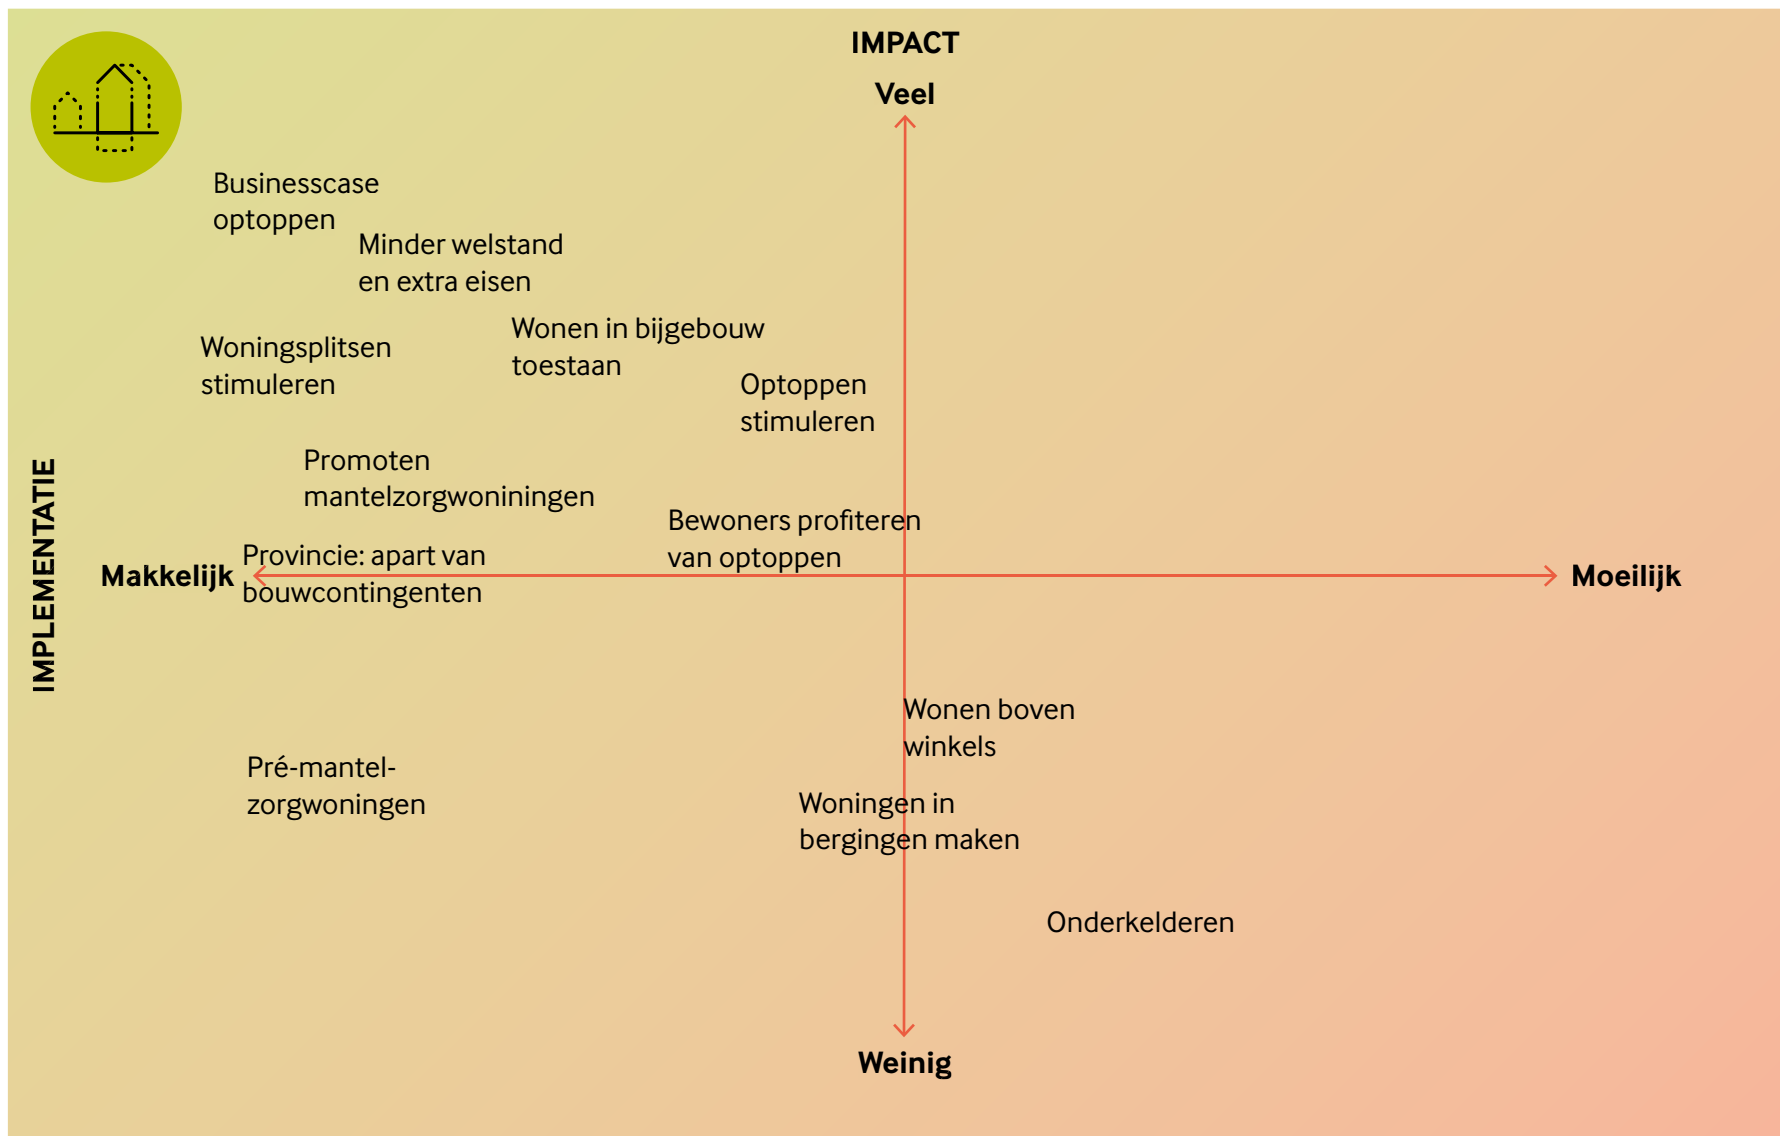 IMPACT
Veel
Businesscase
optoppen
Minder welstand
en extra eisen
Wonen in bijgebouw
toestaan
Woningsplitsen
stimuleren
Optoppen
stimuleren
Promoten
mantelzorgwoniningen
Bewoners profiteren
van optoppen
IMPLEMENTATIE
Makkelijk
Provincie: apart van
bouwcontingenten
Moeilijk
Wonen boven
winkels
Pré-mantel-
zorgwoningen
Woningen in
bergingen maken
Onderkelderen
Weinig